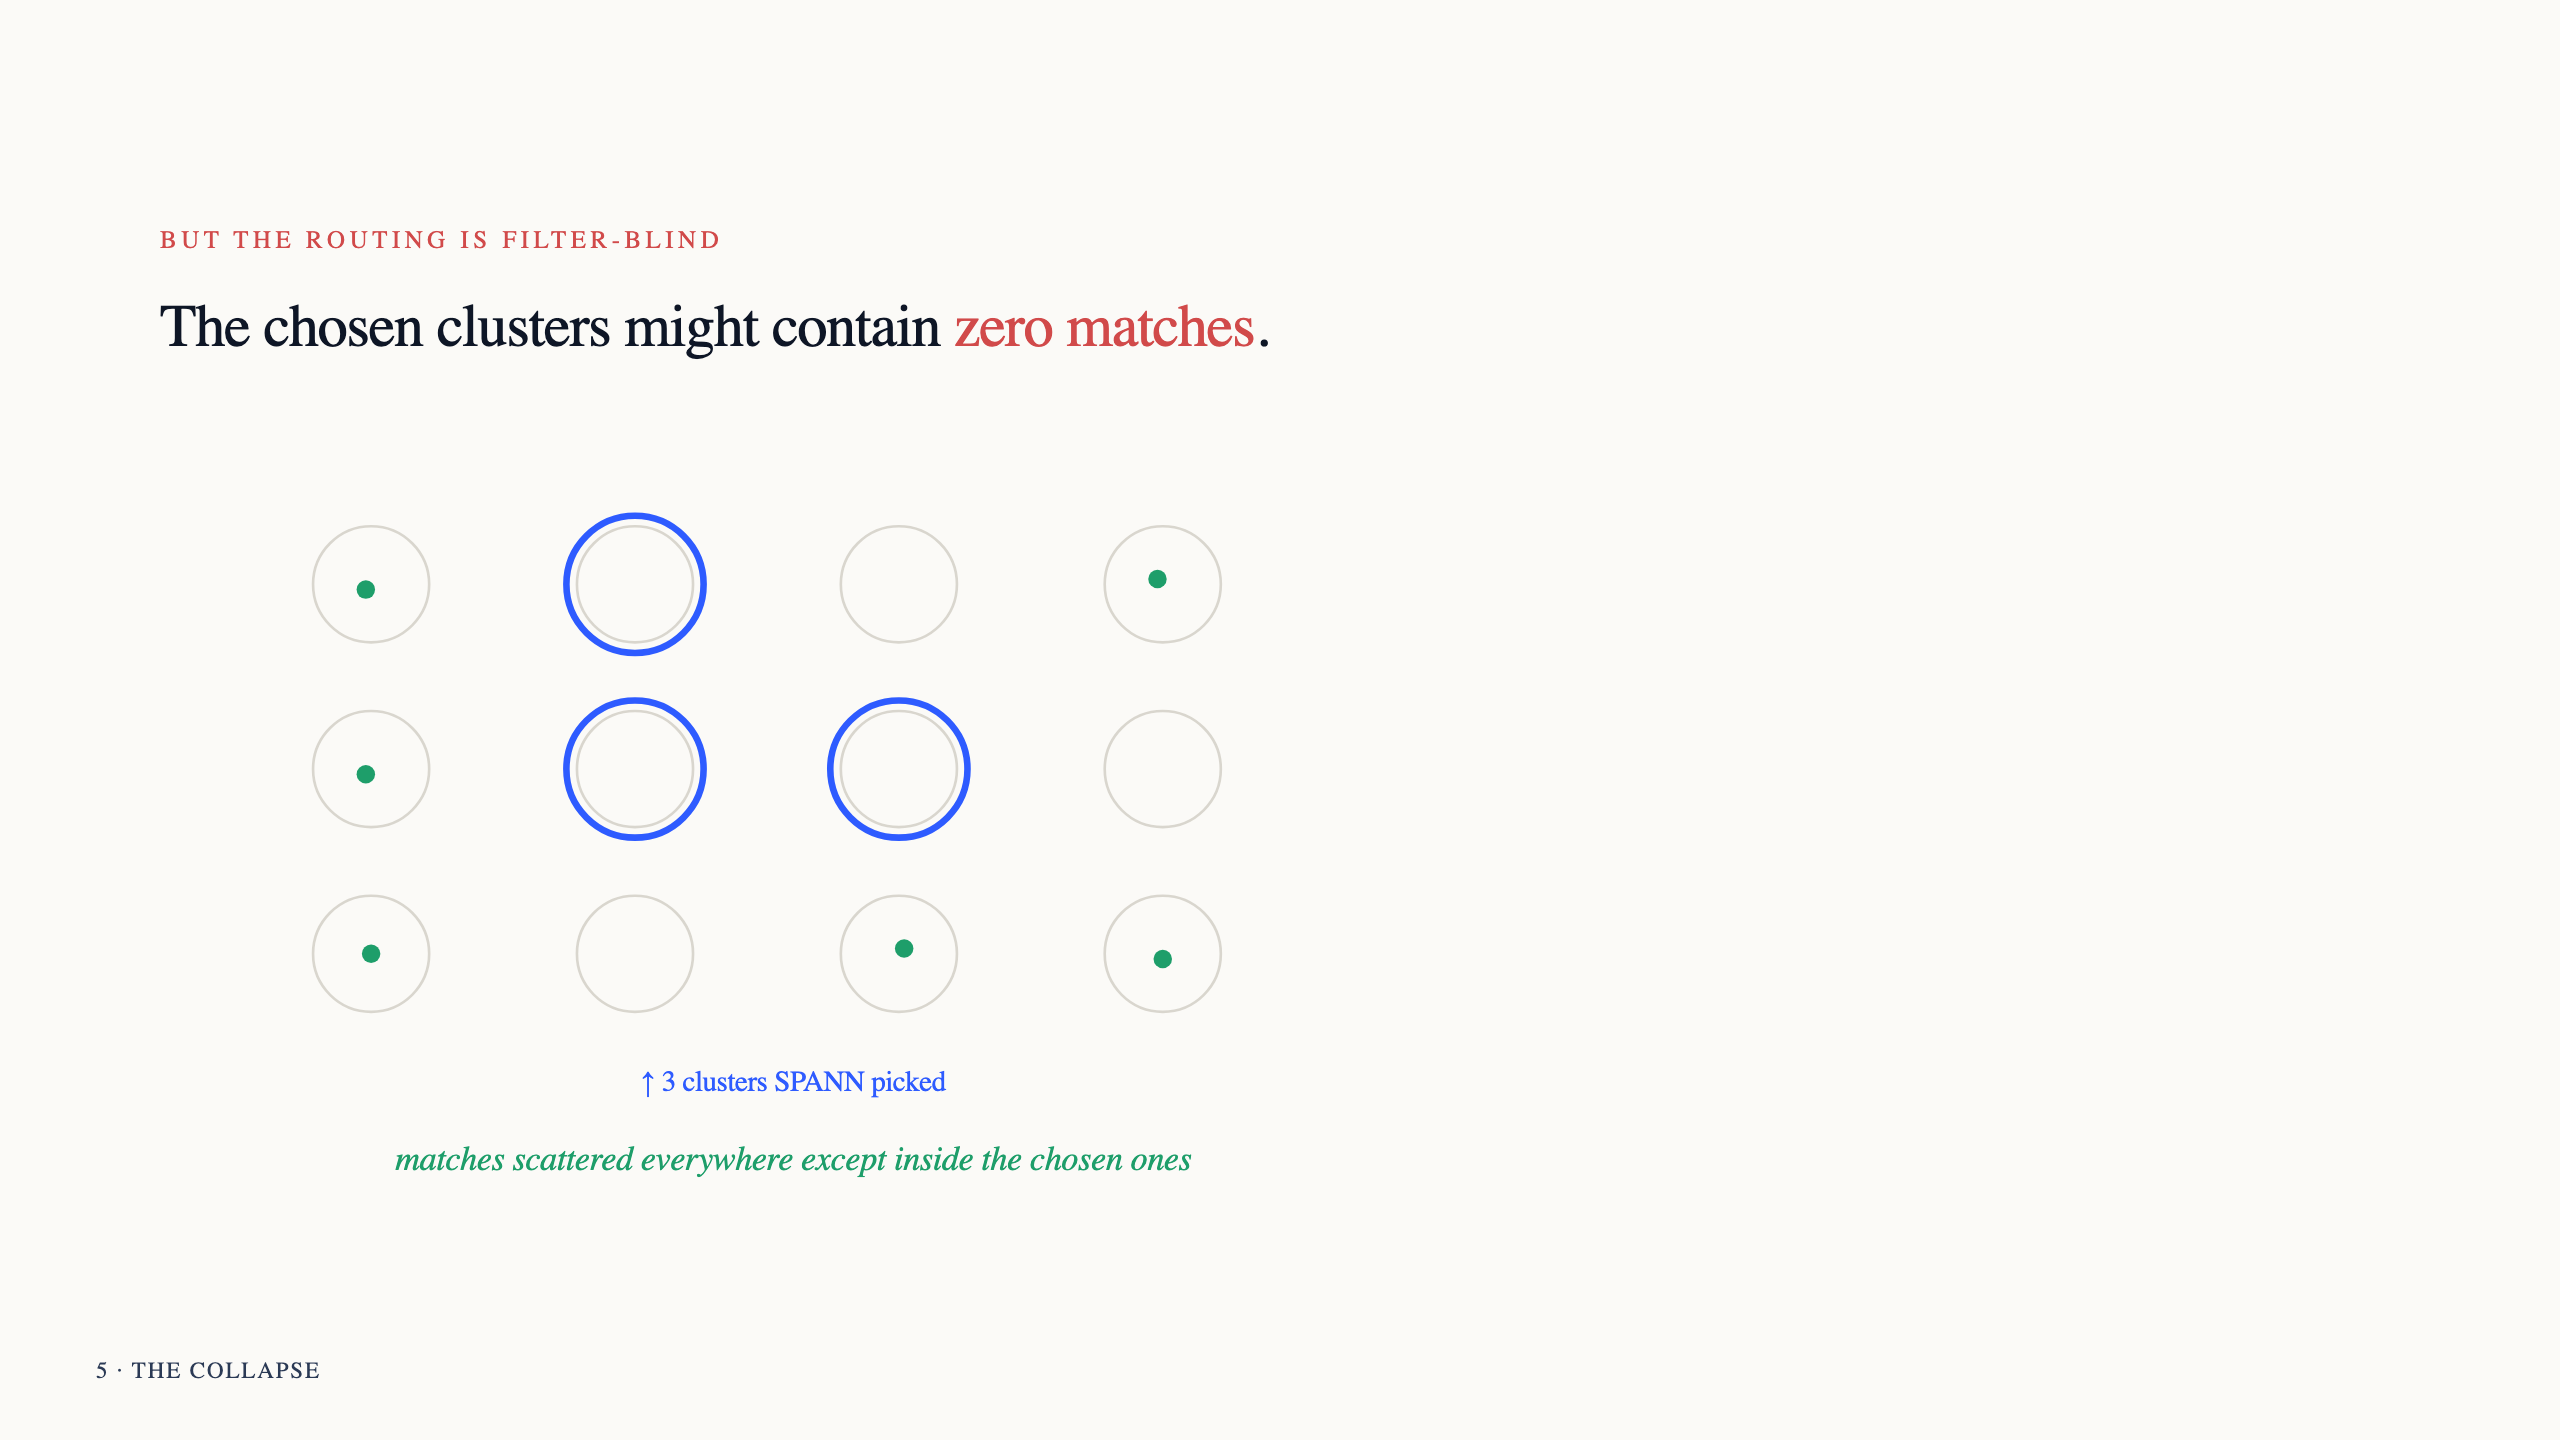 BUT THE ROUTING IS FILTER-BLIND
The chosen clusters might contain zero matches.
↑ 3 clusters SPANN picked
matches scattered everywhere except inside the chosen ones
5 · THE COLLAPSE